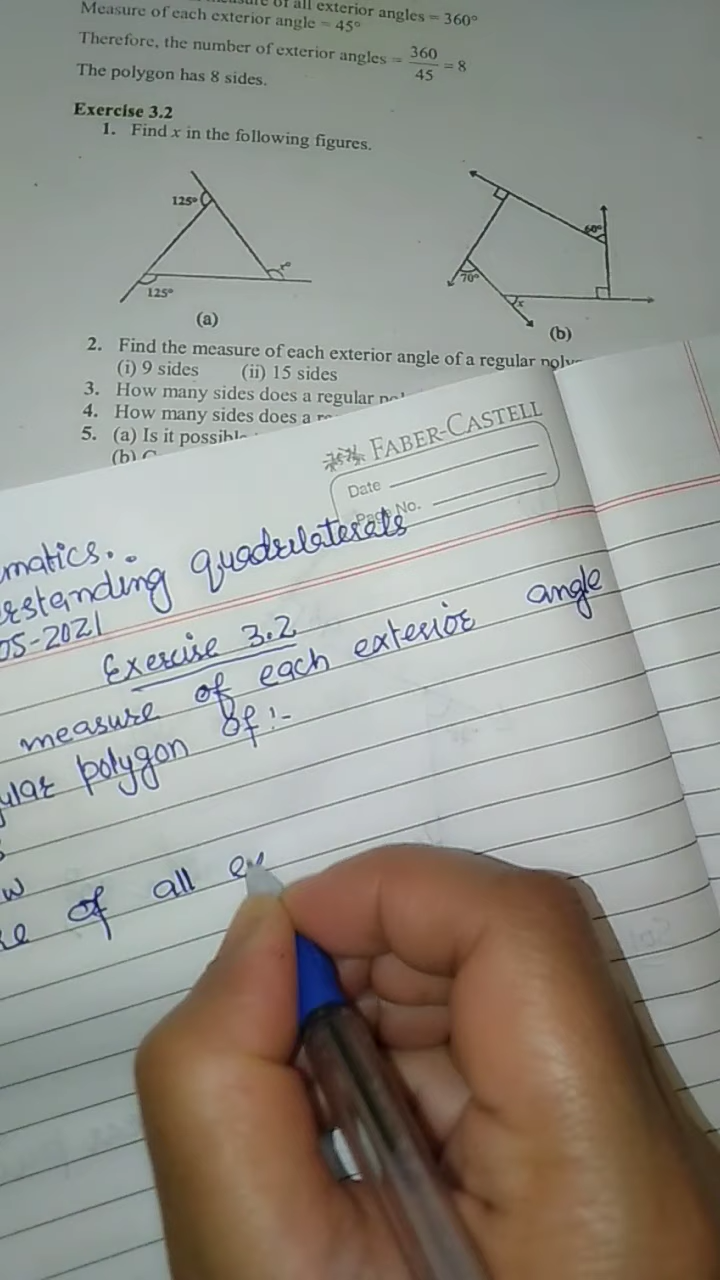 of all exterior angles = 360°
Measure of each exterior angle = 45°
Therefore, the number of exterior angles = 360/45 = 8
The polygon has 8 sides.
Exercise 3.2
1. Find x in the following figures.
125°
x°
125°
(a)
60°
70°
x
(b)
2. Find the measure of each exterior angle of a regular
(i) 9 sides (ii) 15 sides
3. How many sides does a regular
4. How many sides does a
5. (a) Is it
(b)
FABER-CASTELL
Date
Page No.
matics.
rstanding quadrilaterals
05-2021
Exercise 3.2
measure of each exterior angle
ular polygon of :-
of all